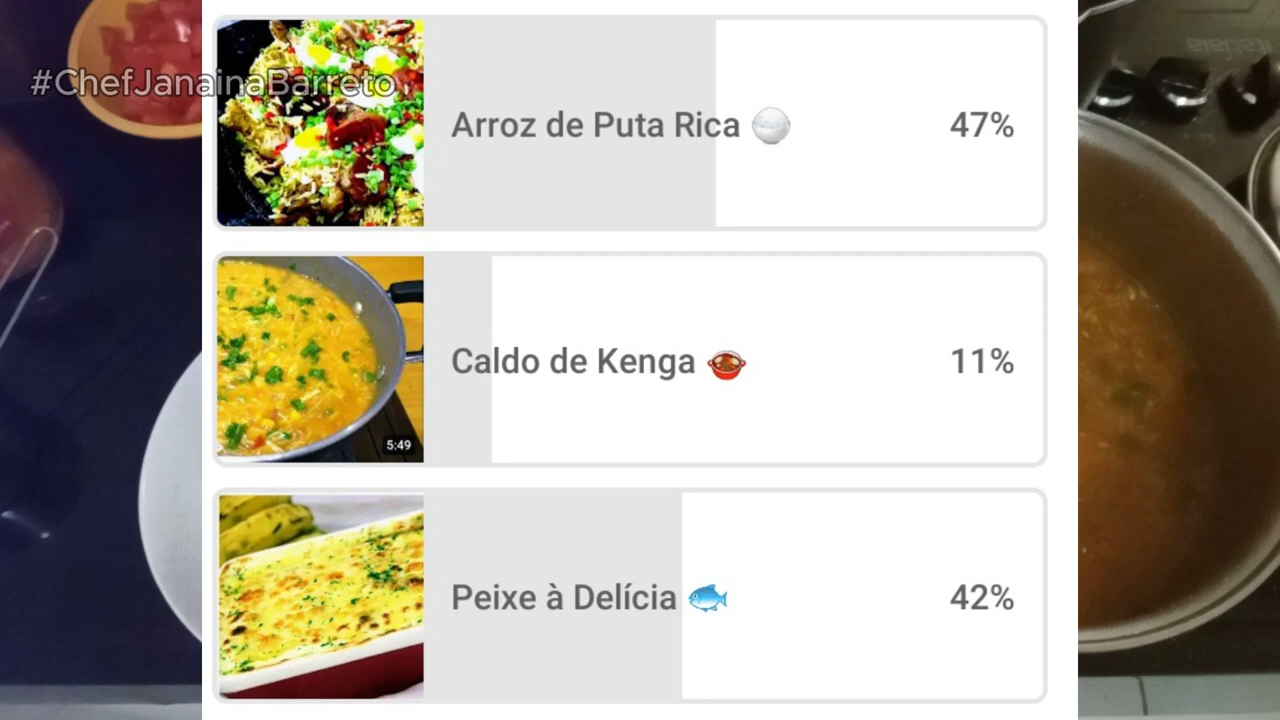 #ChefJanainaBarreto
Arroz de Puta Rica 🍚 47%
Caldo de Kenga 🍲 11%
5:49
Peixe à Delícia 🐟 42%